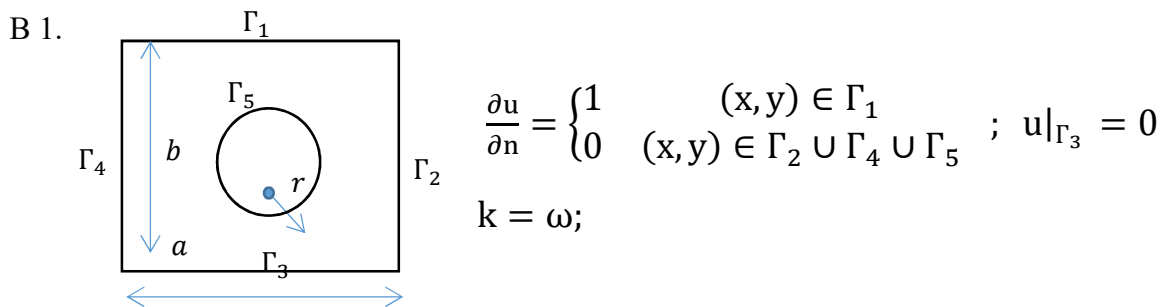 В 1.
Γ₁
Γ₅
Γ₄
b
r
Γ₂
a
Γ₃
∂u/∂n = {1 (x, y) ∈ Γ₁
0 (x, y) ∈ Γ₂ ∪ Γ₄ ∪ Γ₅ ; u|Γ₃ = 0
k = ω;